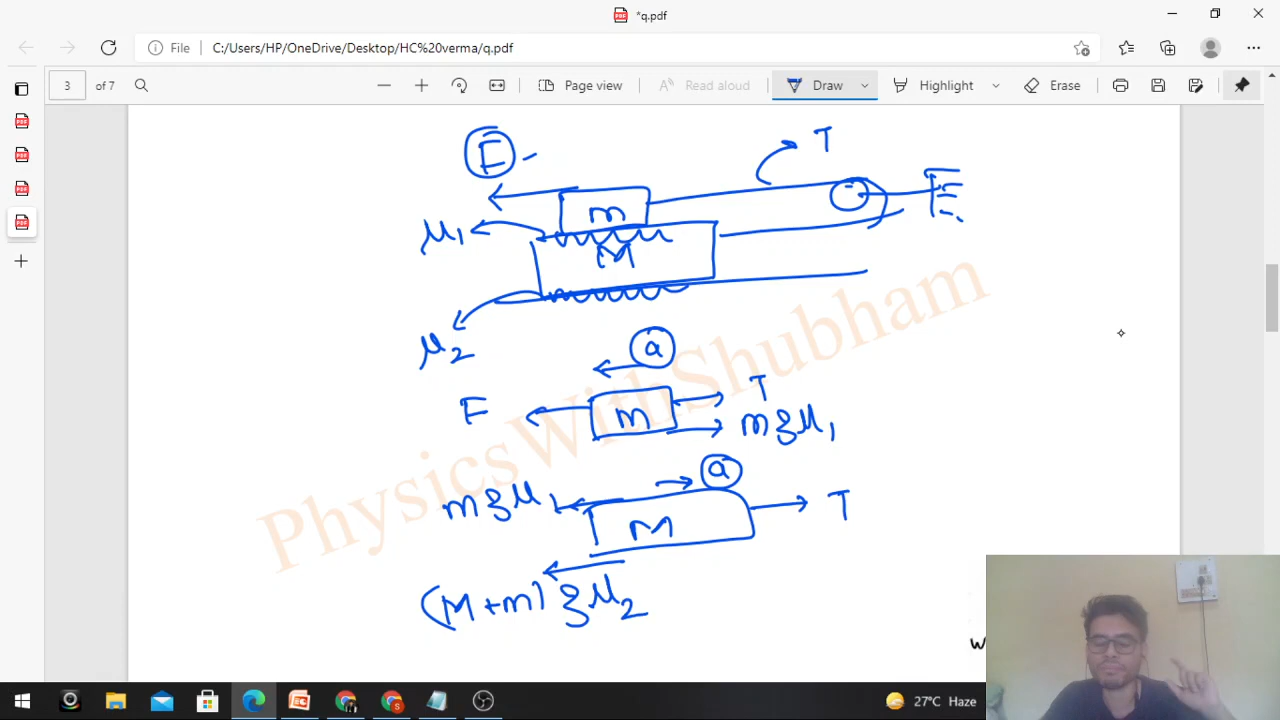 *q.pdf
File C:/Users/HP/OneDrive/Desktop/HC%20verma/q.pdf
3 of 7 Page view Read aloud Draw Highlight Erase
F
T
m
μ1
M
μ2
a
F m T
mgμ1
a
mgμ1 M T
(M+m)gμ2
PhysicsWithShubham
W
27°C Haze